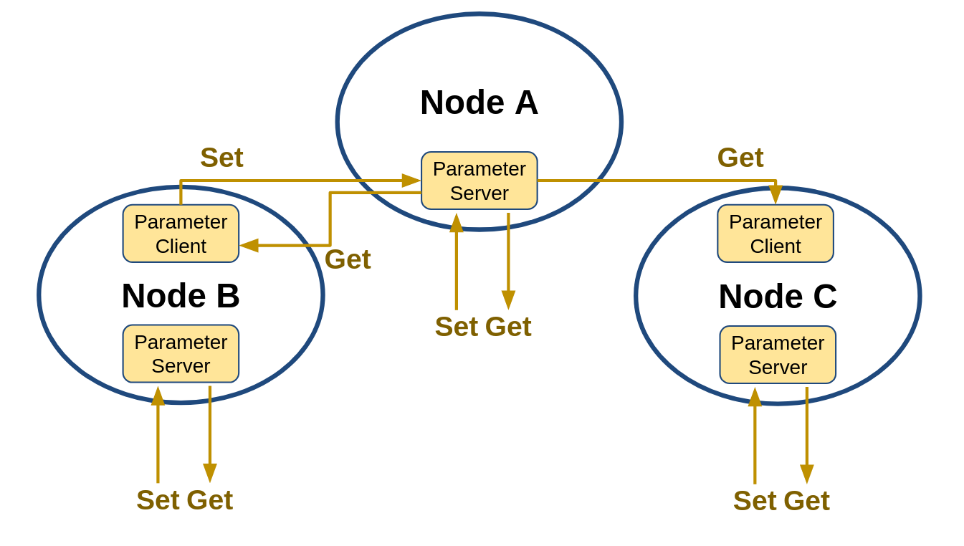 Node A
Set
Get
Parameter
Server
Parameter
Client
Get
Node B
Parameter
Server
Set Get
Parameter
Client
Node C
Parameter
Server
Set Get
Set Get